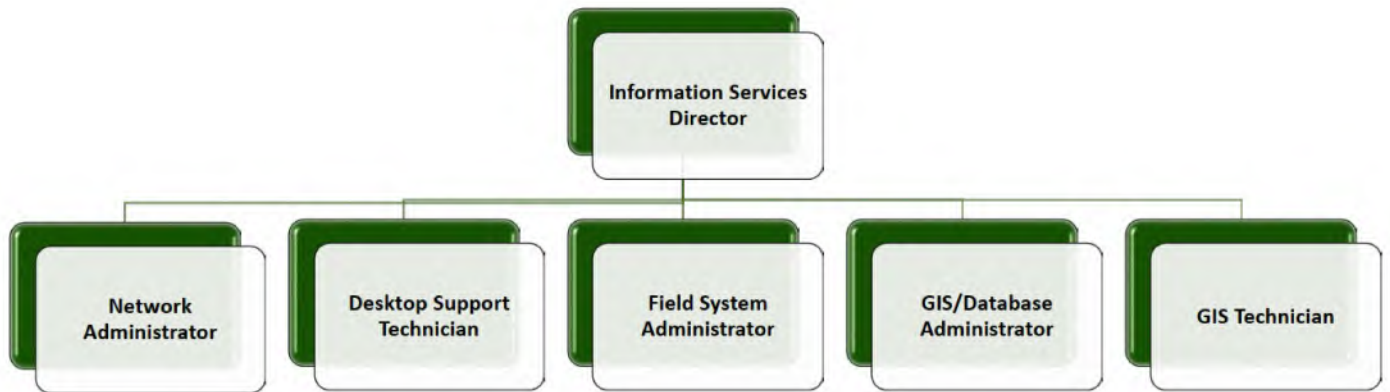 Information Services
Director
Network
Administrator
Desktop Support
Technician
Field System
Administrator
GIS/Database
Administrator
GIS Technician